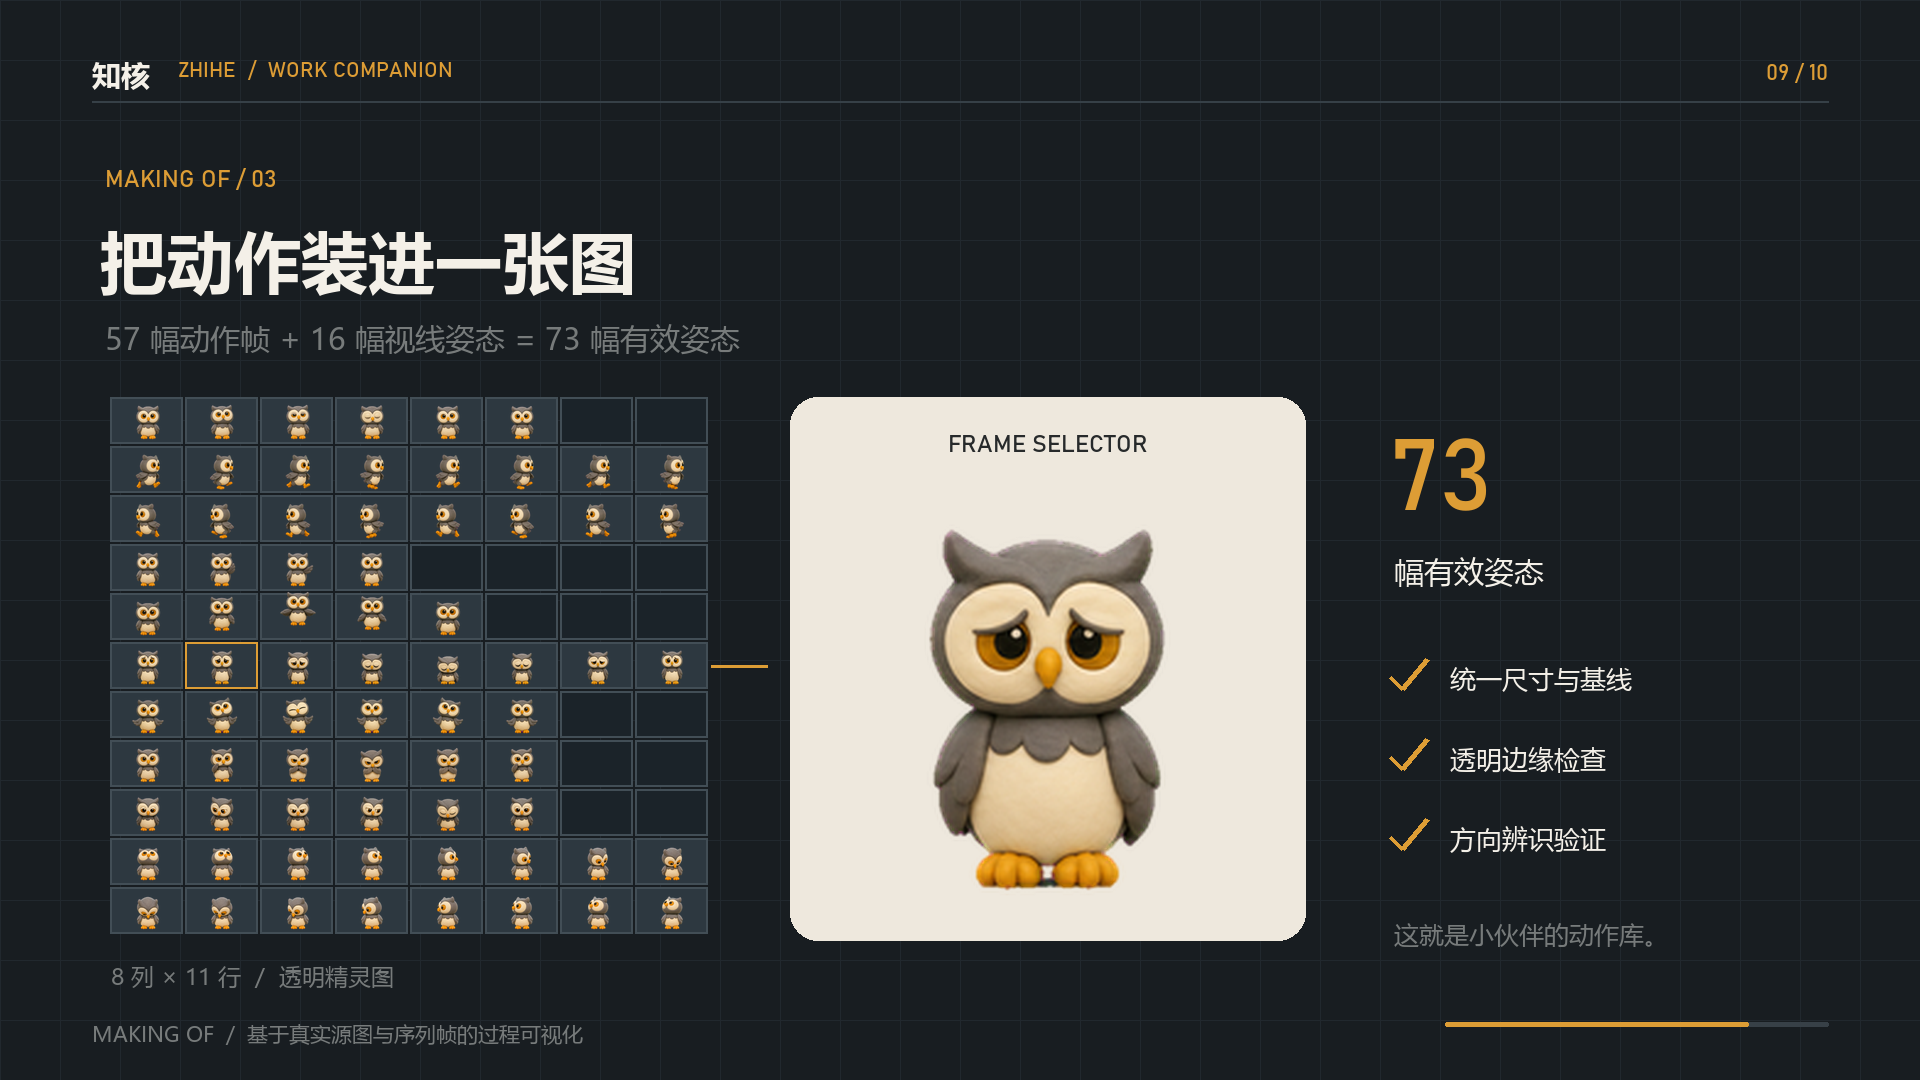 知核 ZHIHE / WORK COMPANION
09 / 10
MAKING OF / 03
把动作装进一张图
57 幅动作帧 + 16 幅视线姿态 = 73 幅有效姿态
FRAME SELECTOR
73
幅有效姿态
统一尺寸与基线
透明边缘检查
方向辨识验证
这就是小伙伴的动作库。
8 列 × 11 行 / 透明精灵图
MAKING OF / 基于真实源图与序列帧的过程可视化